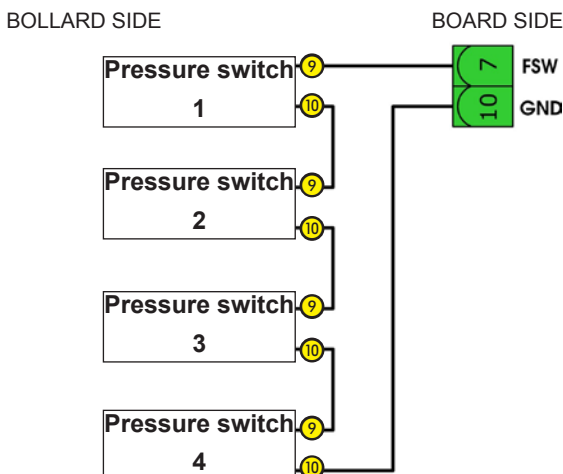 BOLLARD SIDE BOARD SIDE
Pressure switch 9 7 FSW
1 10 10 GND
Pressure switch 9
2 10
Pressure switch 9
3 10
Pressure switch 9
4 10